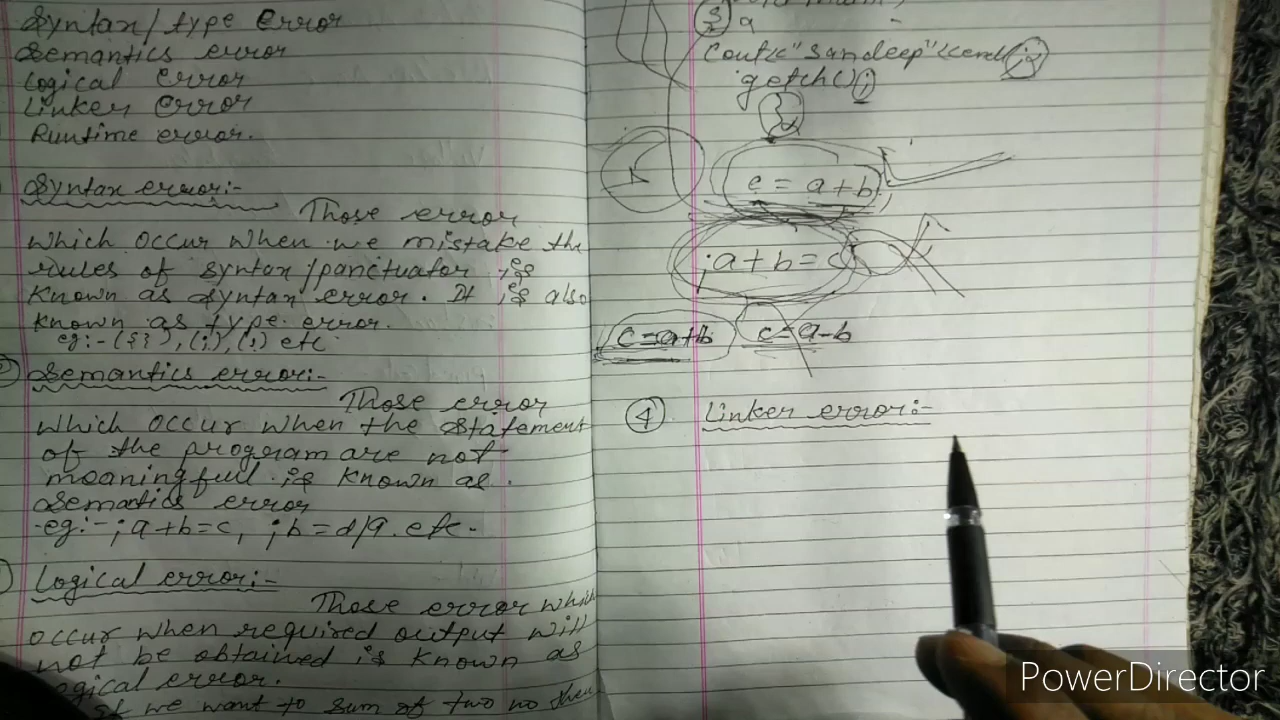 Syntax/type Error
Semantics error
Logical Error
Linker Error
Runtime error.
Syntax error:-
Those error
which occur when we mistake the
rules of syntax/panctuator is
known as syntax error. It is also
known as type error.
eg:- ({}), (;), (,) etc.
Semantics error:-
Those error
which occur when the statement
of the program are not
meaningfull is known as
sematics error
eg:- ;a+b=c, ;b=d/a. etc.
Logical error:-
Those error which
occur when required output will
not be obtained is known as
logical error.
if we want to sum of two no then
a
cout<<"Sandeep"<<endl;
getch();
c = a+b;
;a+b=c
c=a+b c=a-b
4 Linker error:-
PowerDirector